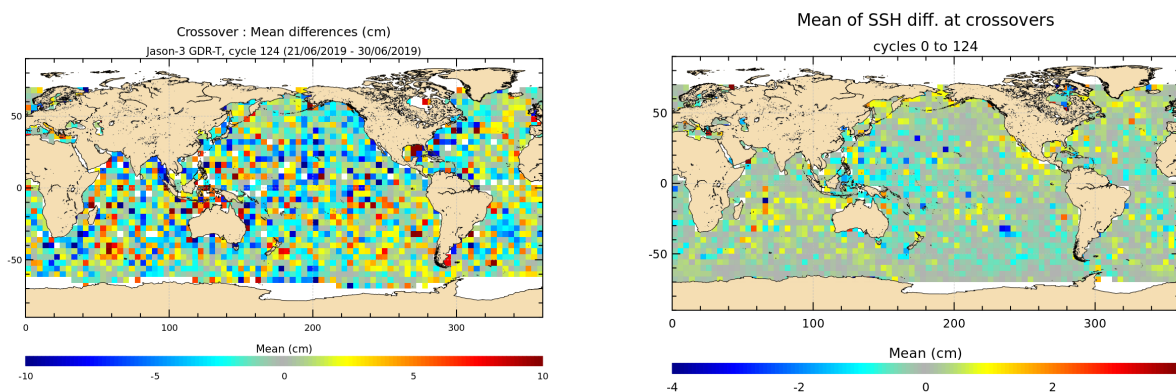 Crossover : Mean differences (cm)
Jason-3 GDR-T, cycle 124 (21/06/2019 - 30/06/2019)
50
0
-50
0 100 200 300
Mean (cm)
-10 -5 0 5 10
Mean of SSH diff. at crossovers
cycles 0 to 124
50
0
-50
0 100 200 300
Mean (cm)
-4 -2 0 2